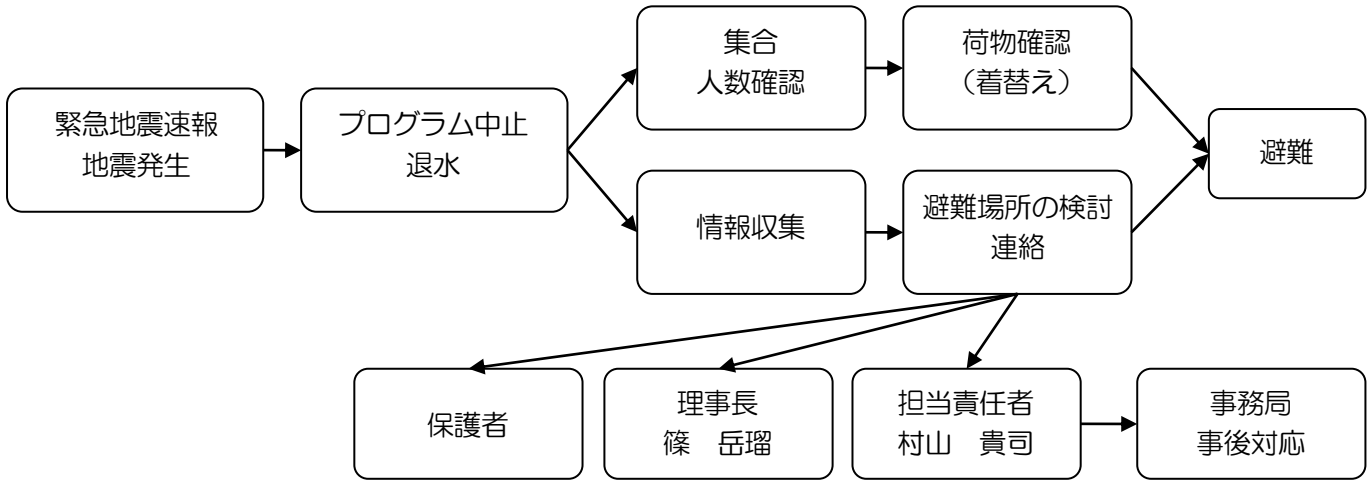 緊急地震速報
地震発生
プログラム中止
退水
集合
人数確認
荷物確認
（着替え）
情報収集
避難場所の検討
連絡
避難
保護者
理事長
篠　岳瑠
担当責任者
村山　貴司
事務局
事後対応